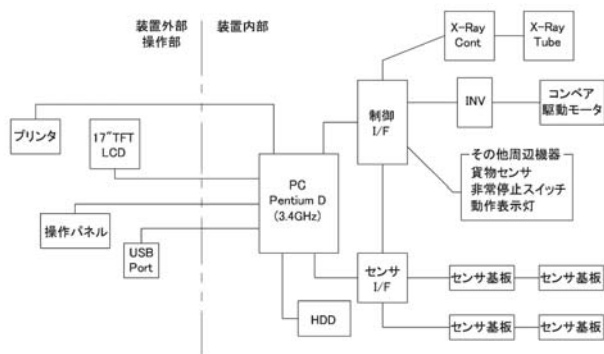 装置外部
操作部
装置内部
プリンタ
17"TFT
LCD
操作パネル
USB
Port
PC
Pentium D
(3.4GHz)
HDD
制御
I/F
センサ
I/F
X-Ray
Cont
X-Ray
Tube
INV
コンベア
駆動モータ
その他周辺機器
貨物センサ
非常停止スイッチ
動作表示灯
センサ基板
センサ基板
センサ基板
センサ基板